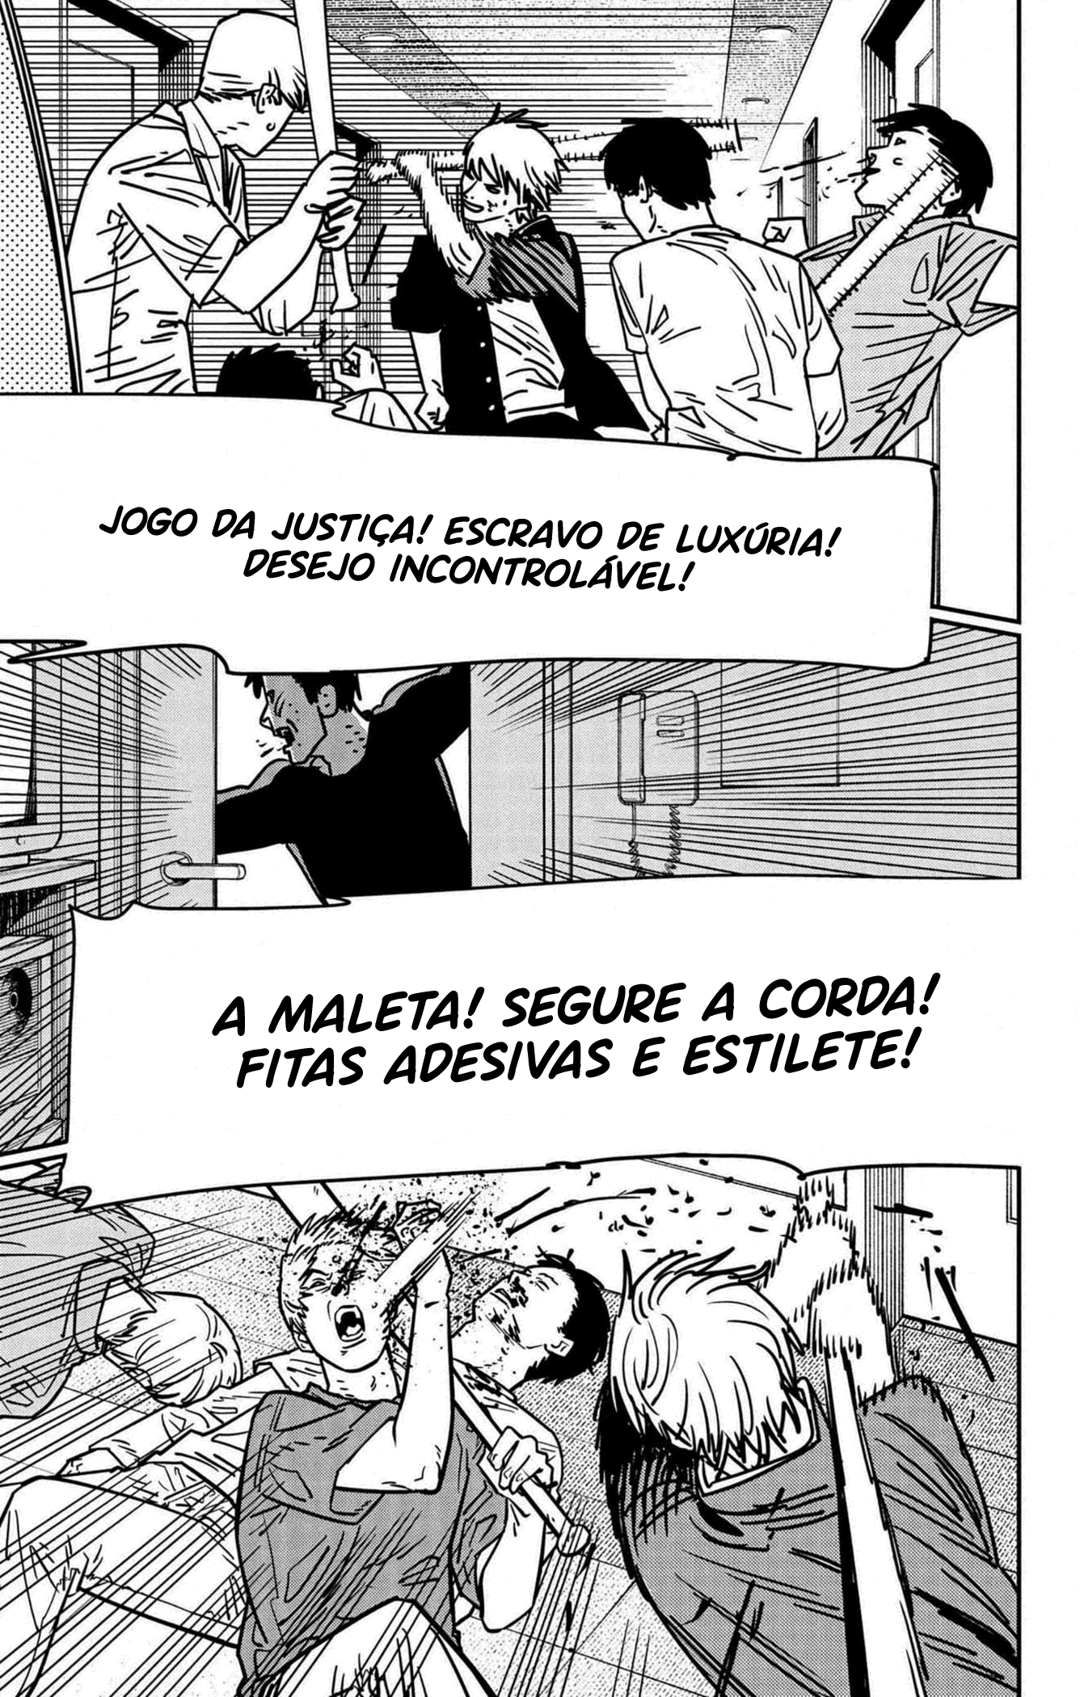 JOGO DA JUSTIÇA! ESCRAVO DE LUXÚRIA!
DESEJO INCONTROLÁVEL!
A MALETA! SEGURE A CORDA!
FITAS ADESIVAS E ESTILETE!